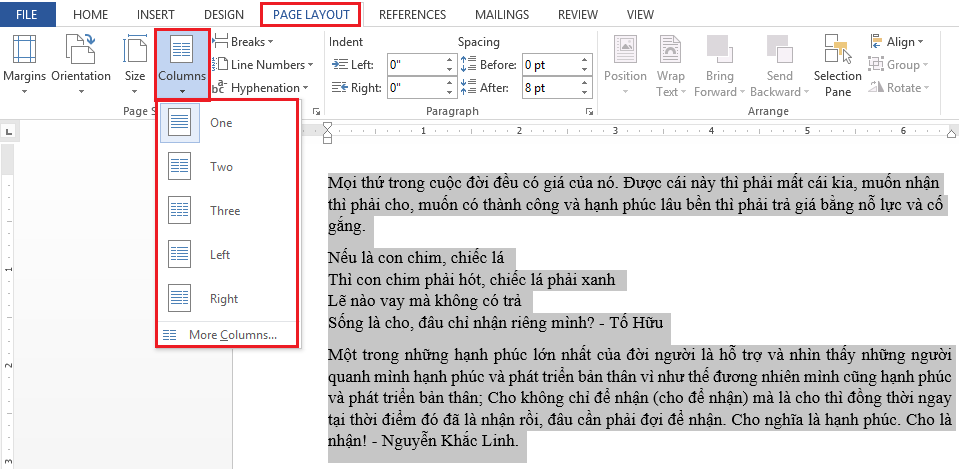 FILE HOME INSERT DESIGN PAGE LAYOUT REFERENCES MAILINGS REVIEW VIEW
Margins
Orientation
Size
Columns
Breaks
Line Numbers
Hyphenation
Page S
Indent
Left: 0"
Right: 0"
Spacing
Before: 0 pt
After: 8 pt
Paragraph
Position
Wrap Text
Bring Forward
Send Backward
Selection Pane
Align
Group
Rotate
Arrange
One
Two
Three
Left
Right
More Columns...
1 2 3 4 5 6
1
2
3
Mọi thứ trong cuộc đời đều có giá của nó. Được cái này thì phải mất cái kia, muốn nhận
thì phải cho, muốn có thành công và hạnh phúc lâu bền thì phải trả giá bằng nỗ lực và cố
gắng.
Nếu là con chim, chiếc lá
Thì con chim phải hót, chiếc lá phải xanh
Lẽ nào vay mà không có trả
Sống là cho, đâu chỉ nhận riêng mình? - Tố Hữu
Một trong những hạnh phúc lớn nhất của đời người là hỗ trợ và nhìn thấy những người
quanh mình hạnh phúc và phát triển bản thân vì như thế đương nhiên mình cũng hạnh phúc
và phát triển bản thân; Cho không chỉ để nhận (cho để nhận) mà là cho thì đồng thời ngay
tại thời điểm đó đã là nhận rồi, đâu cần phải đợi để nhận. Cho nghĩa là hạnh phúc. Cho là
nhận! - Nguyễn Khắc Linh.